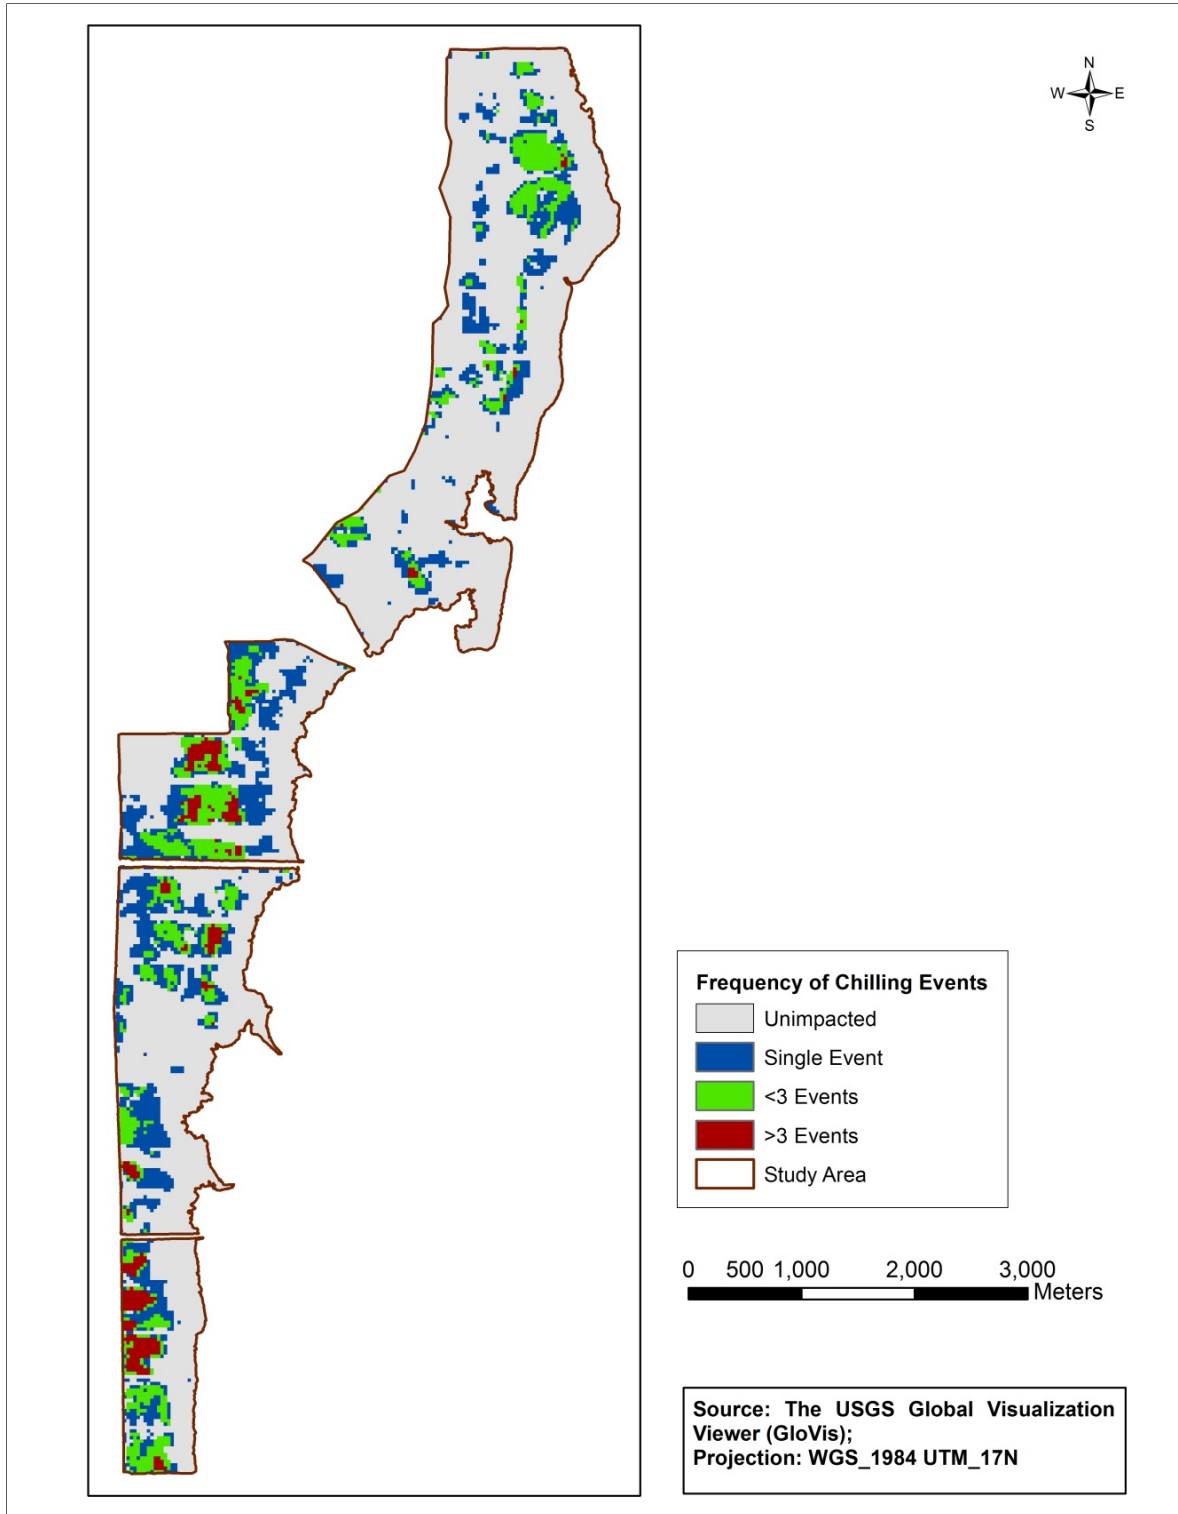 N
W E
S
Frequency of Chilling Events
Unimpacted
Single Event
<3 Events
>3 Events
Study Area
0 500 1,000 2,000 3,000
Meters
Source: The USGS Global Visualization
Viewer (GloVis);
Projection: WGS_1984 UTM_17N